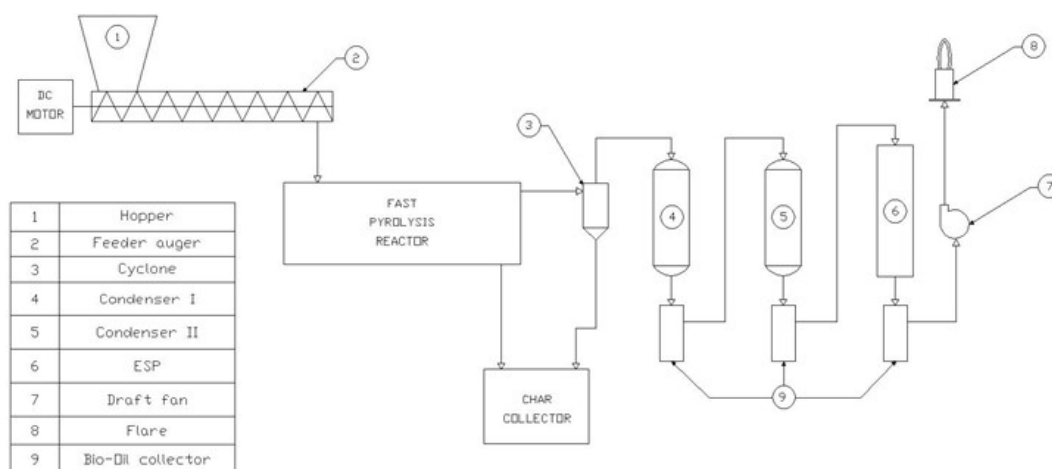 1
2
DC
MOTOR
3
8
FAST
PYROLYSIS
REACTOR
4
5
6
7
1 Hopper
2 Feeder auger
3 Cyclone
4 Condenser I
5 Condenser II
6 ESP
7 Draft fan
8 Flare
9 Bio-Oil collector
CHAR
COLLECTOR
9